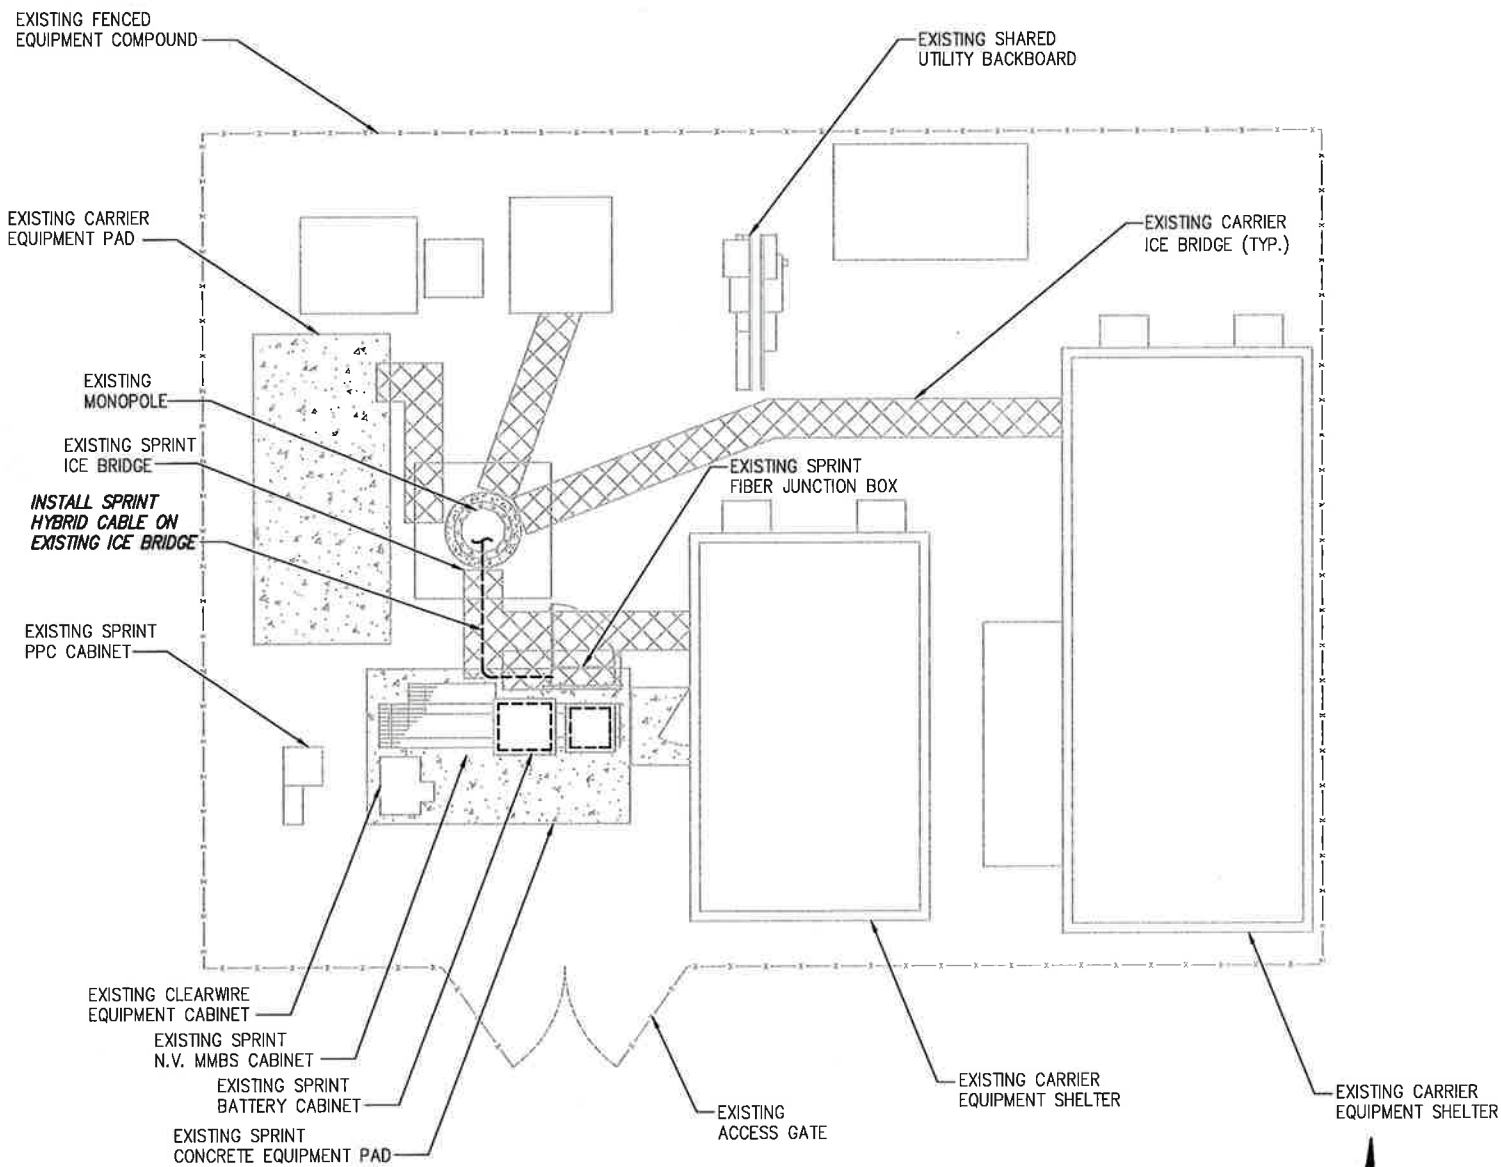 EXISTING FENCED
EQUIPMENT COMPOUND
EXISTING SHARED
UTILITY BACKBOARD
EXISTING CARRIER
EQUIPMENT PAD
EXISTING CARRIER
ICE BRIDGE (TYP.)
EXISTING
MONOPOLE
EXISTING SPRINT
ICE BRIDGE
EXISTING SPRINT
FIBER JUNCTION BOX
INSTALL SPRINT
HYBRID CABLE ON
EXISTING ICE BRIDGE
EXISTING SPRINT
PPC CABINET
EXISTING CLEARWIRE
EQUIPMENT CABINET
EXISTING SPRINT
N.V. MMBS CABINET
EXISTING SPRINT
BATTERY CABINET
EXISTING SPRINT
CONCRETE EQUIPMENT PAD
EXISTING
ACCESS GATE
EXISTING CARRIER
EQUIPMENT SHELTER
EXISTING CARRIER
EQUIPMENT SHELTER